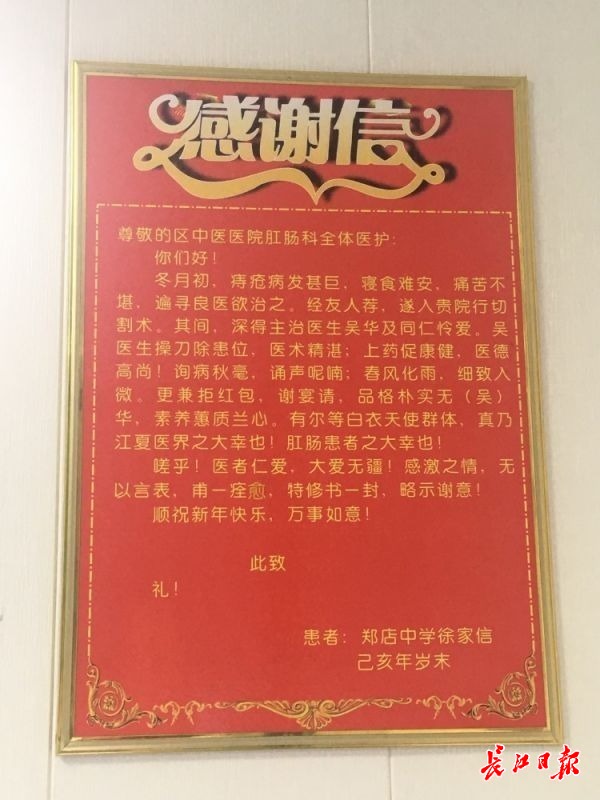 感谢信
尊敬的区中医医院肛肠科全体医护：
你们好！
冬月初，痔疮病发甚巨，寝食难安，痛苦不
堪，遍寻良医欲治之。经友人荐，遂入贵院行切
割术。其间，深得主治医生吴华及同仁怜爱。吴
医生操刀除患位，医术精湛；上药促康健，医德
高尚！询病秋毫，诵声呢喃；春风化雨，细致入
微。更兼拒红包，谢宴请，品格朴实无（吴）
华，素养蕙质兰心。有尔等白衣天使群体，真乃
江夏医界之大幸也！肛肠患者之大幸也！
嗟乎！医者仁爱，大爱无疆！感激之情，无
以言表，甫一痊愈，特修书一封，略示谢意！
顺祝新年快乐，万事如意！
此致
礼！
患者：郑店中学徐家信
己亥年岁末
长江日报